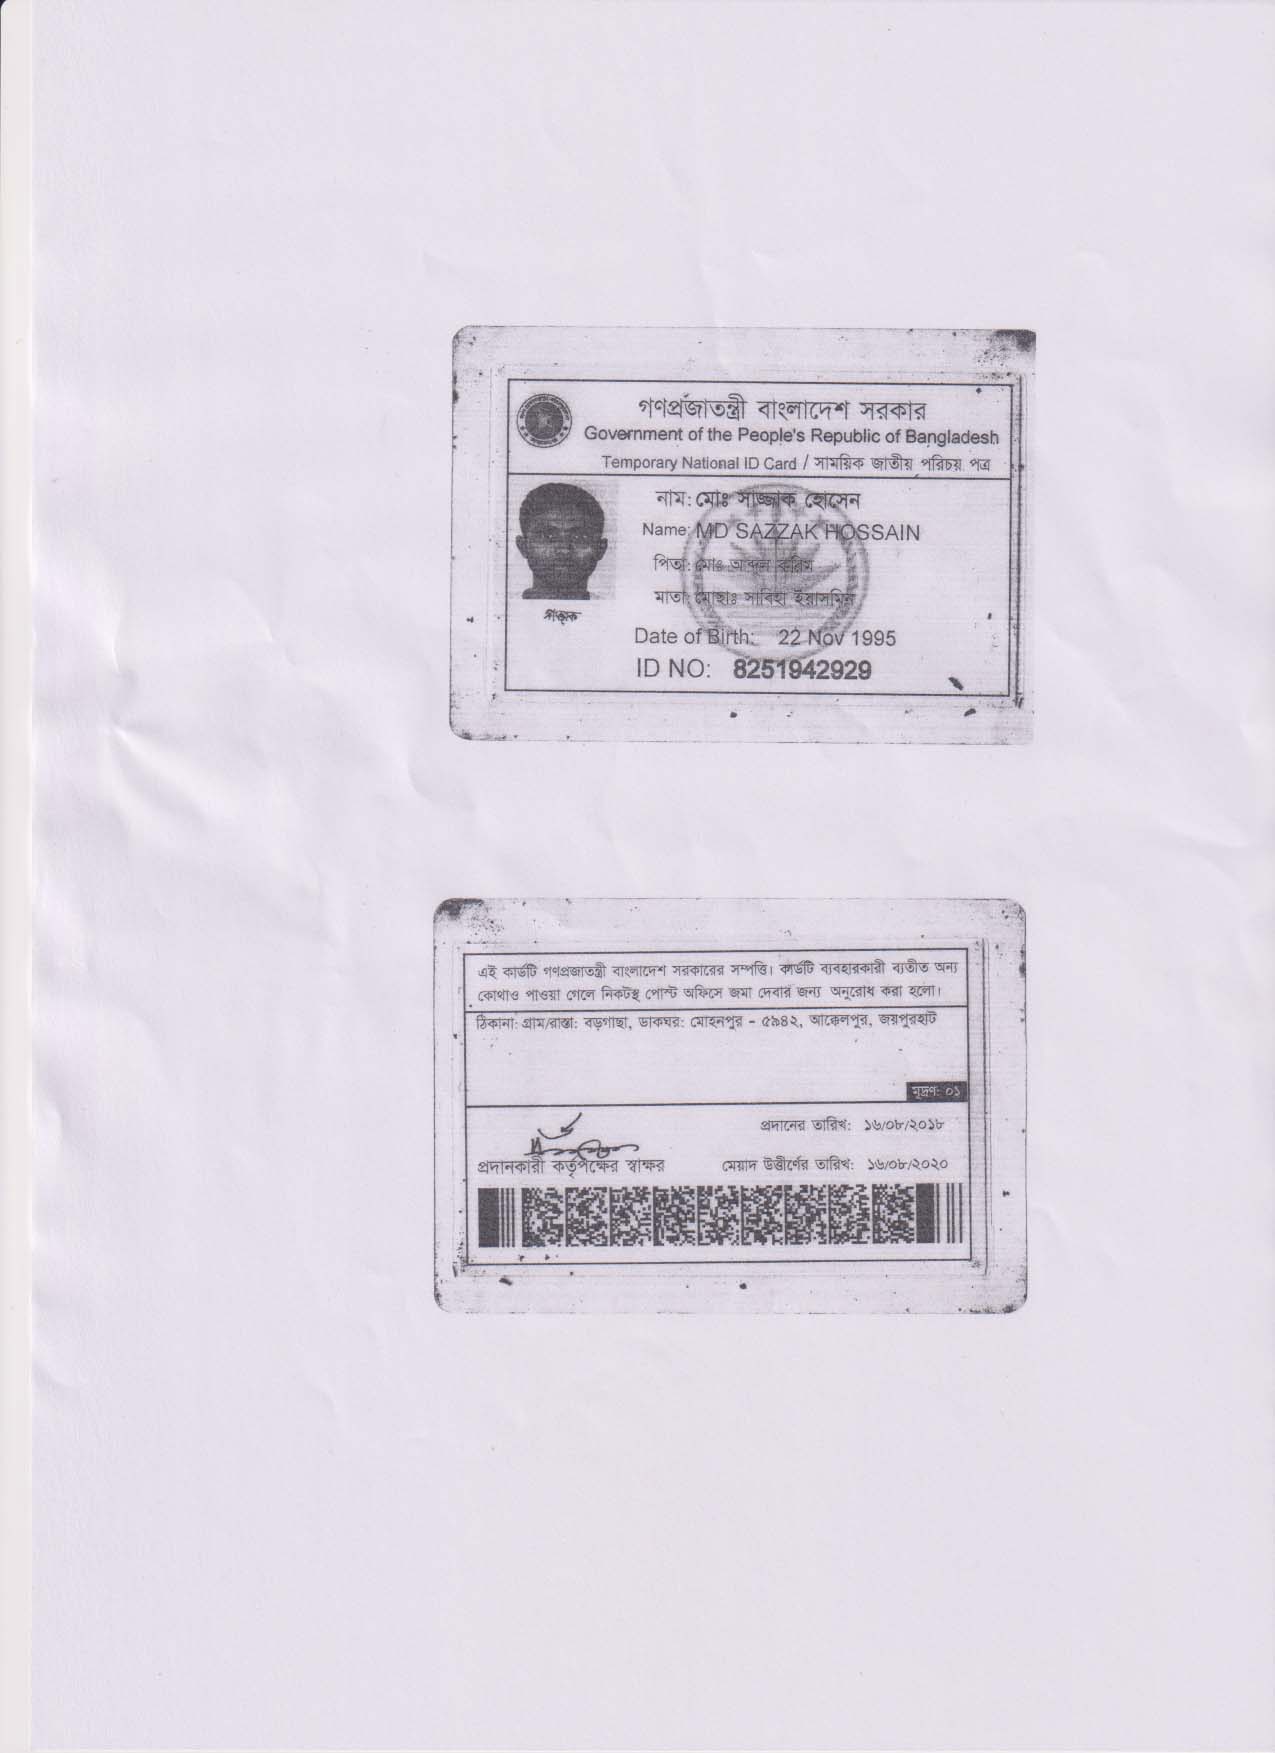 গণপ্রজাতন্ত্রী বাংলাদেশ সরকার
Government of the People's Republic of Bangladesh
Temporary National ID Card / সাময়িক জাতীয় পরিচয় পত্র
নাম: মোঃ সাজ্জাক হোসেন
Name: MD SAZZAK HOSSAIN
পিতা: মোঃ আব্দুল করিম
মাতা: মোছাঃ সাবিহা ইয়াসমিন
Date of Birth: 22 Nov 1995
ID NO: 8251942929
এই কার্ডটি গণপ্রজাতন্ত্রী বাংলাদেশ সরকারের সম্পত্তি। কার্ডটি ব্যবহারকারী ব্যতীত অন্য
কোথাও পাওয়া গেলে নিকটস্থ পোস্ট অফিসে জমা দেবার জন্য অনুরোধ করা হলো।
ঠিকানা: গ্রাম/রাস্তা: বড়গাছা, ডাকঘর: মোহনপুর - ৫৯৪২, আক্কেলপুর, জয়পুরহাট
মুদ্রণ: ০১
প্রদানের তারিখ: ১৬/০৮/২০১৮
প্রদানকারী কর্তৃপক্ষের স্বাক্ষর মেয়াদ উত্তীর্ণের তারিখ: ১৬/০৮/২০২০